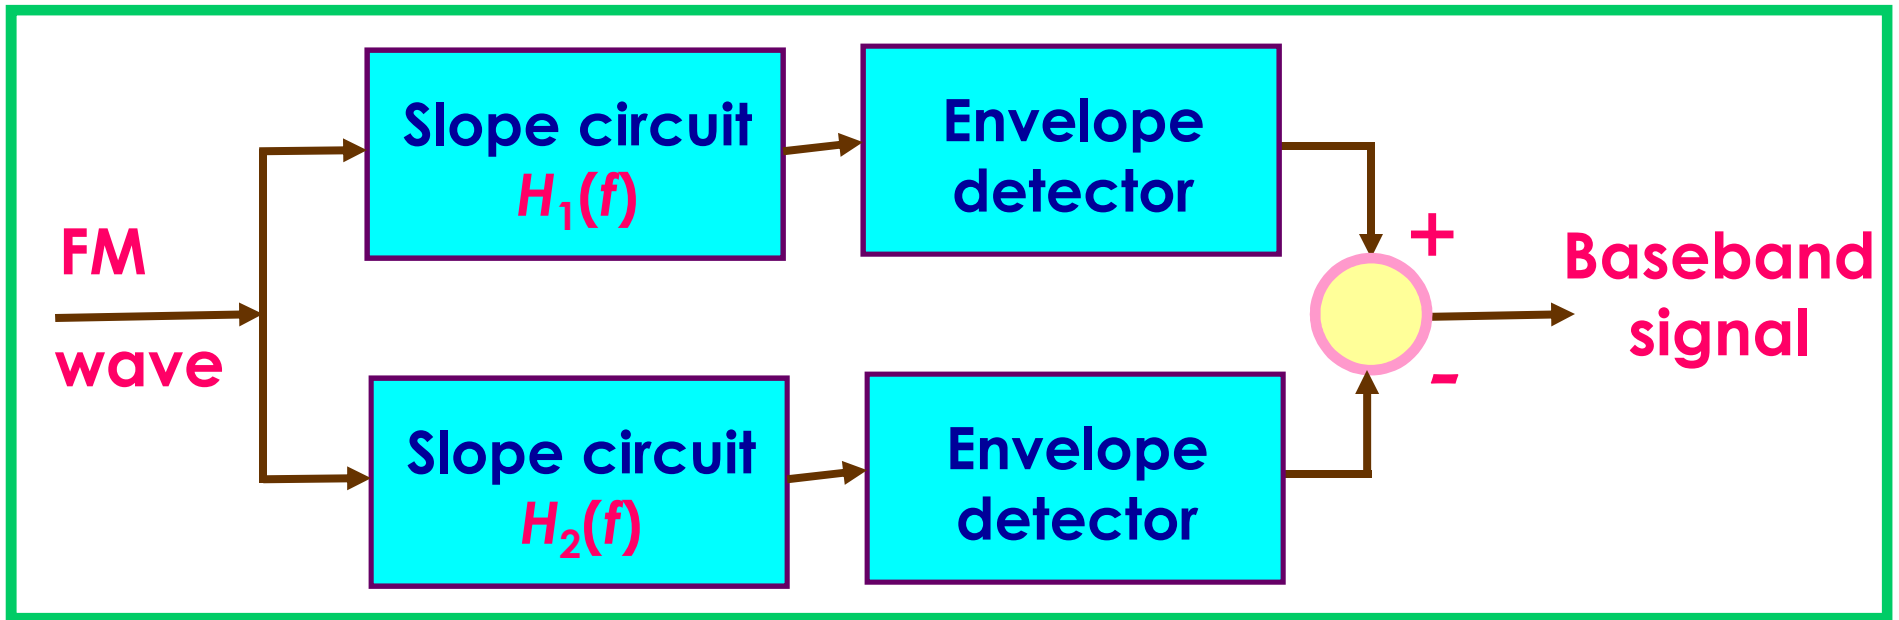 FM
wave
Slope circuit
H₁(f)
Envelope
detector
Slope circuit
H₂(f)
Envelope
detector
+
-
Baseband
signal